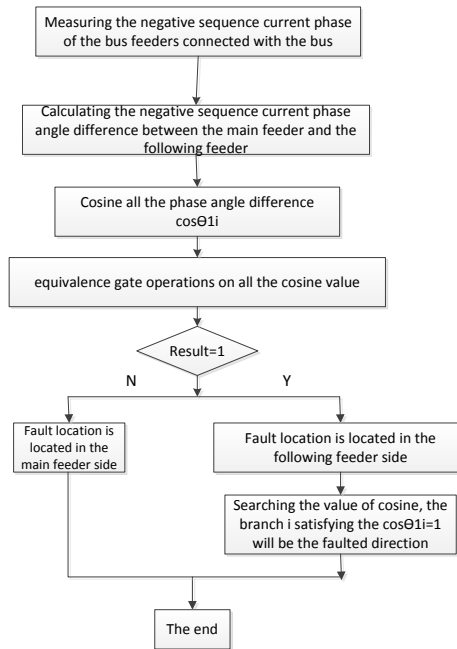 Measuring the negative sequence current phase
of the bus feeders connected with the bus
Calculating the negative sequence current phase
angle difference between the main feeder and the
following feeder
Cosine all the phase angle difference
cosϴ1i
equivalence gate operations on all the cosine value
Result=1
N
Y
Fault location is
located in the
main feeder side
Fault location is located in the
following feeder side
Searching the value of cosine, the
branch i satisfying the cosϴ1i=1
will be the faulted direction
The end